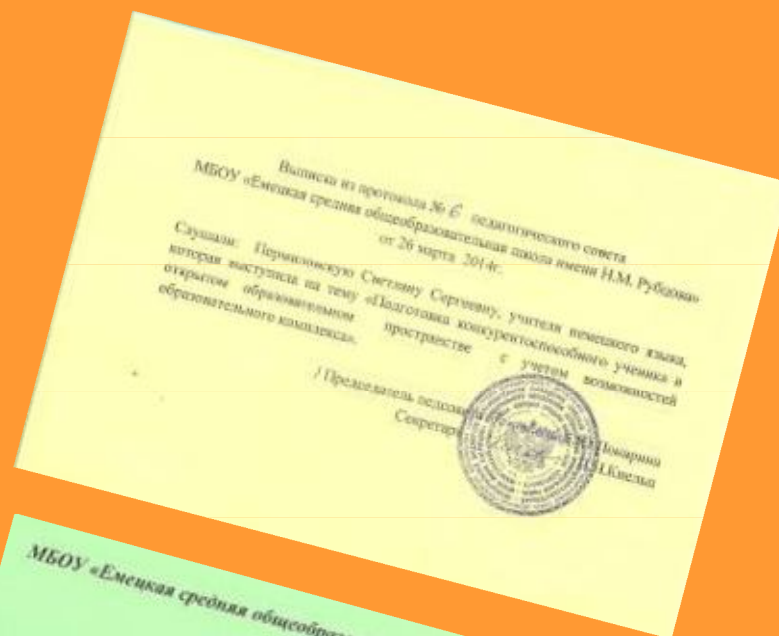 Выписка из протокола № 6 педагогического совета
МБОУ «Емецкая средняя общеобразовательная школа имени Н.М. Рубцова»
от 26 марта 2014г.
Слушали: Пермиловскую Светлану Сергеевну, учителя немецкого языка,
которая выступила на тему «Подготовка конкурентоспособного ученика в
открытом образовательном пространстве с учетом возможностей
образовательного комплекса».
/ Председатель педсовета
Секретарь
МБОУ «Емецкая средняя